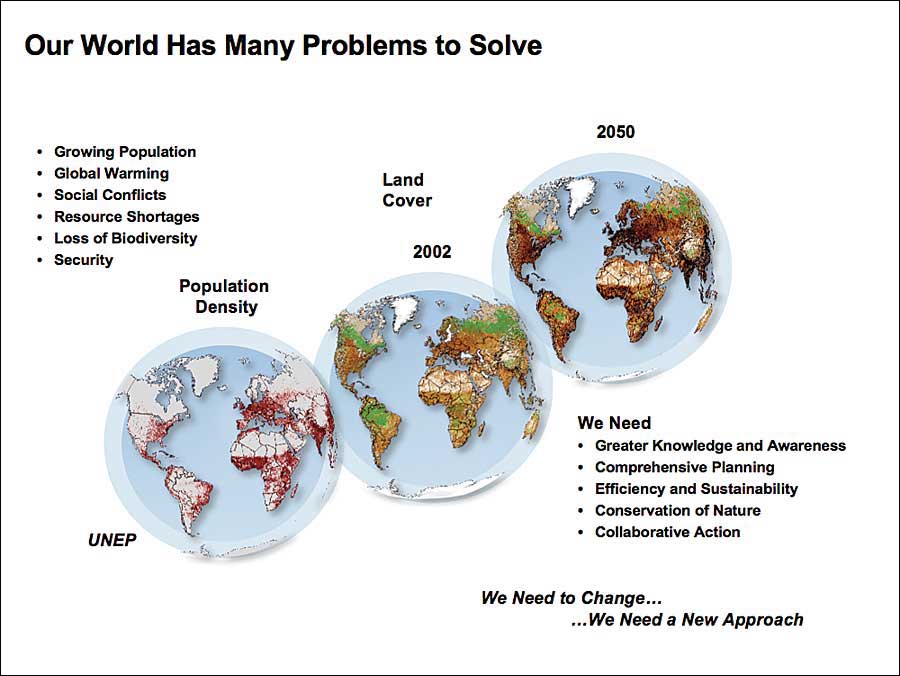 Our World Has Many Problems to Solve
• Growing Population
• Global Warming
• Social Conflicts
• Resource Shortages
• Loss of Biodiversity
• Security
Population
Density
Land
Cover
2002
2050
UNEP
We Need
• Greater Knowledge and Awareness
• Comprehensive Planning
• Efficiency and Sustainability
• Conservation of Nature
• Collaborative Action
We Need to Change…
…We Need a New Approach